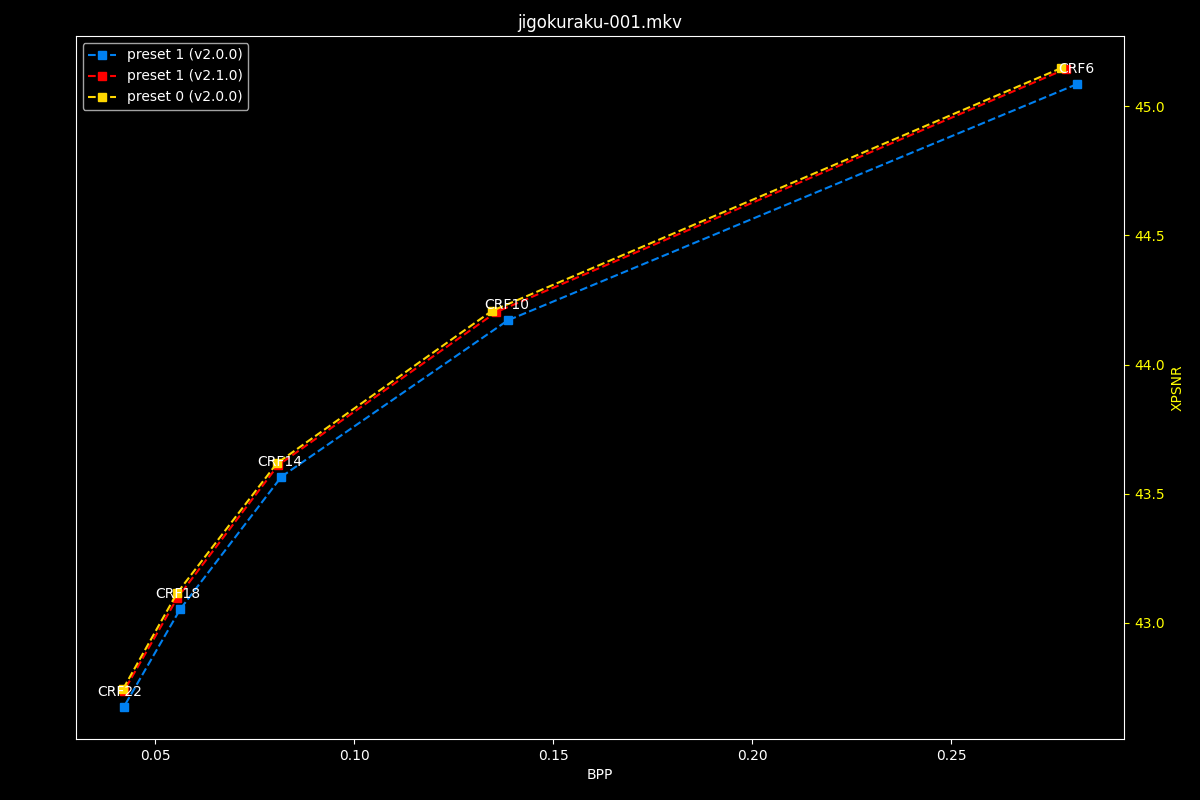 jigokuraku-001.mkv
preset 1 (v2.0.0)
preset 1 (v2.1.0)
preset 0 (v2.0.0)
CRF6
45.0
44.5
CRF10
44.0
XPSNR
CRF14
43.5
CRF18
43.0
CRF22
0.05 0.10 0.15 0.20 0.25
BPP